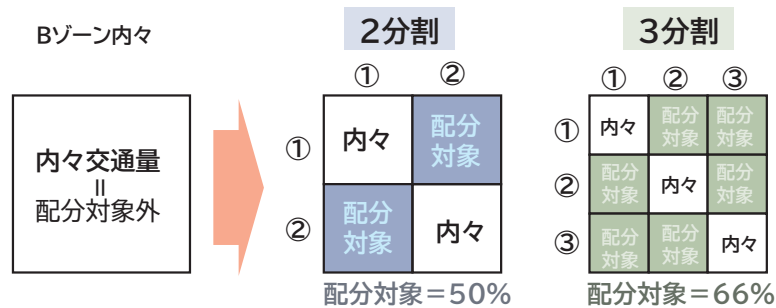 Bゾーン内々
内々交通量
=
配分対象外
2分割
① ②
①
内々
配分
対象
②
配分
対象
内々
配分対象=50%
3分割
① ② ③
①
内々
配分
対象
配分
対象
②
配分
対象
内々
配分
対象
③
配分
対象
配分
対象
内々
配分対象=66%